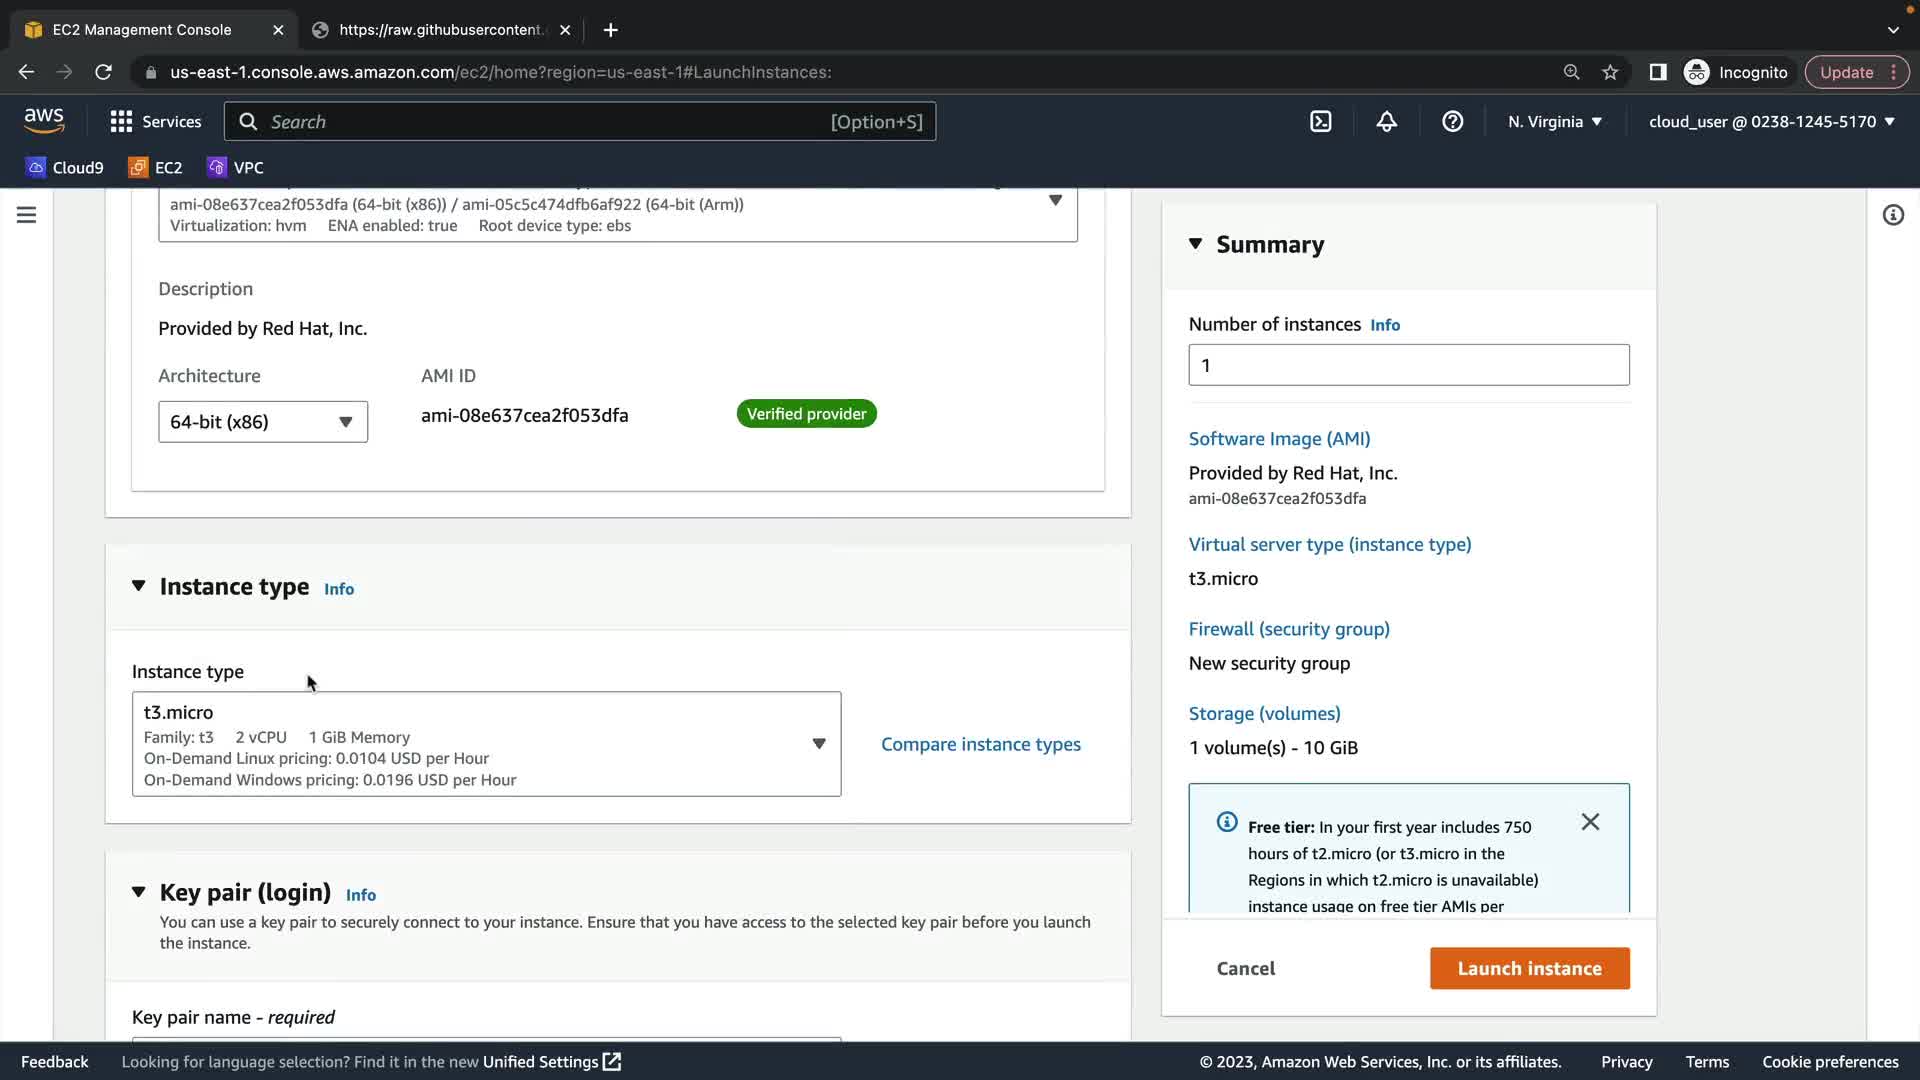 EC2 Management Console
https://raw.githubusercontent.
us-east-1.console.aws.amazon.com/ec2/home?region=us-east-1#LaunchInstances:
Incognito
Update
aws
Services
Search
[Option+S]
N. Virginia
cloud_user @ 0238-1245-5170
Cloud9
EC2
VPC
ami-08e637cea2f053dfa (64-bit (x86)) / ami-05c5c474dfb6af922 (64-bit (Arm))
Virtualization: hvm ENA enabled: true Root device type: ebs
Description
Provided by Red Hat, Inc.
Architecture
AMI ID
64-bit (x86)
ami-08e637cea2f053dfa
Verified provider
Instance type Info
Instance type
t3.micro
Family: t3 2 vCPU 1 GiB Memory
On-Demand Linux pricing: 0.0104 USD per Hour
On-Demand Windows pricing: 0.0196 USD per Hour
Compare instance types
Key pair (login) Info
You can use a key pair to securely connect to your instance. Ensure that you have access to the selected key pair before you launch
the instance.
Key pair name - required
Summary
Number of instances Info
1
Software Image (AMI)
Provided by Red Hat, Inc.
ami-08e637cea2f053dfa
Virtual server type (instance type)
t3.micro
Firewall (security group)
New security group
Storage (volumes)
1 volume(s) - 10 GiB
Free tier: In your first year includes 750
hours of t2.micro (or t3.micro in the
Regions in which t2.micro is unavailable)
instance usage on free tier AMIs per
Cancel
Launch instance
Feedback
Looking for language selection? Find it in the new Unified Settings
© 2023, Amazon Web Services, Inc. or its affiliates.
Privacy
Terms
Cookie preferences